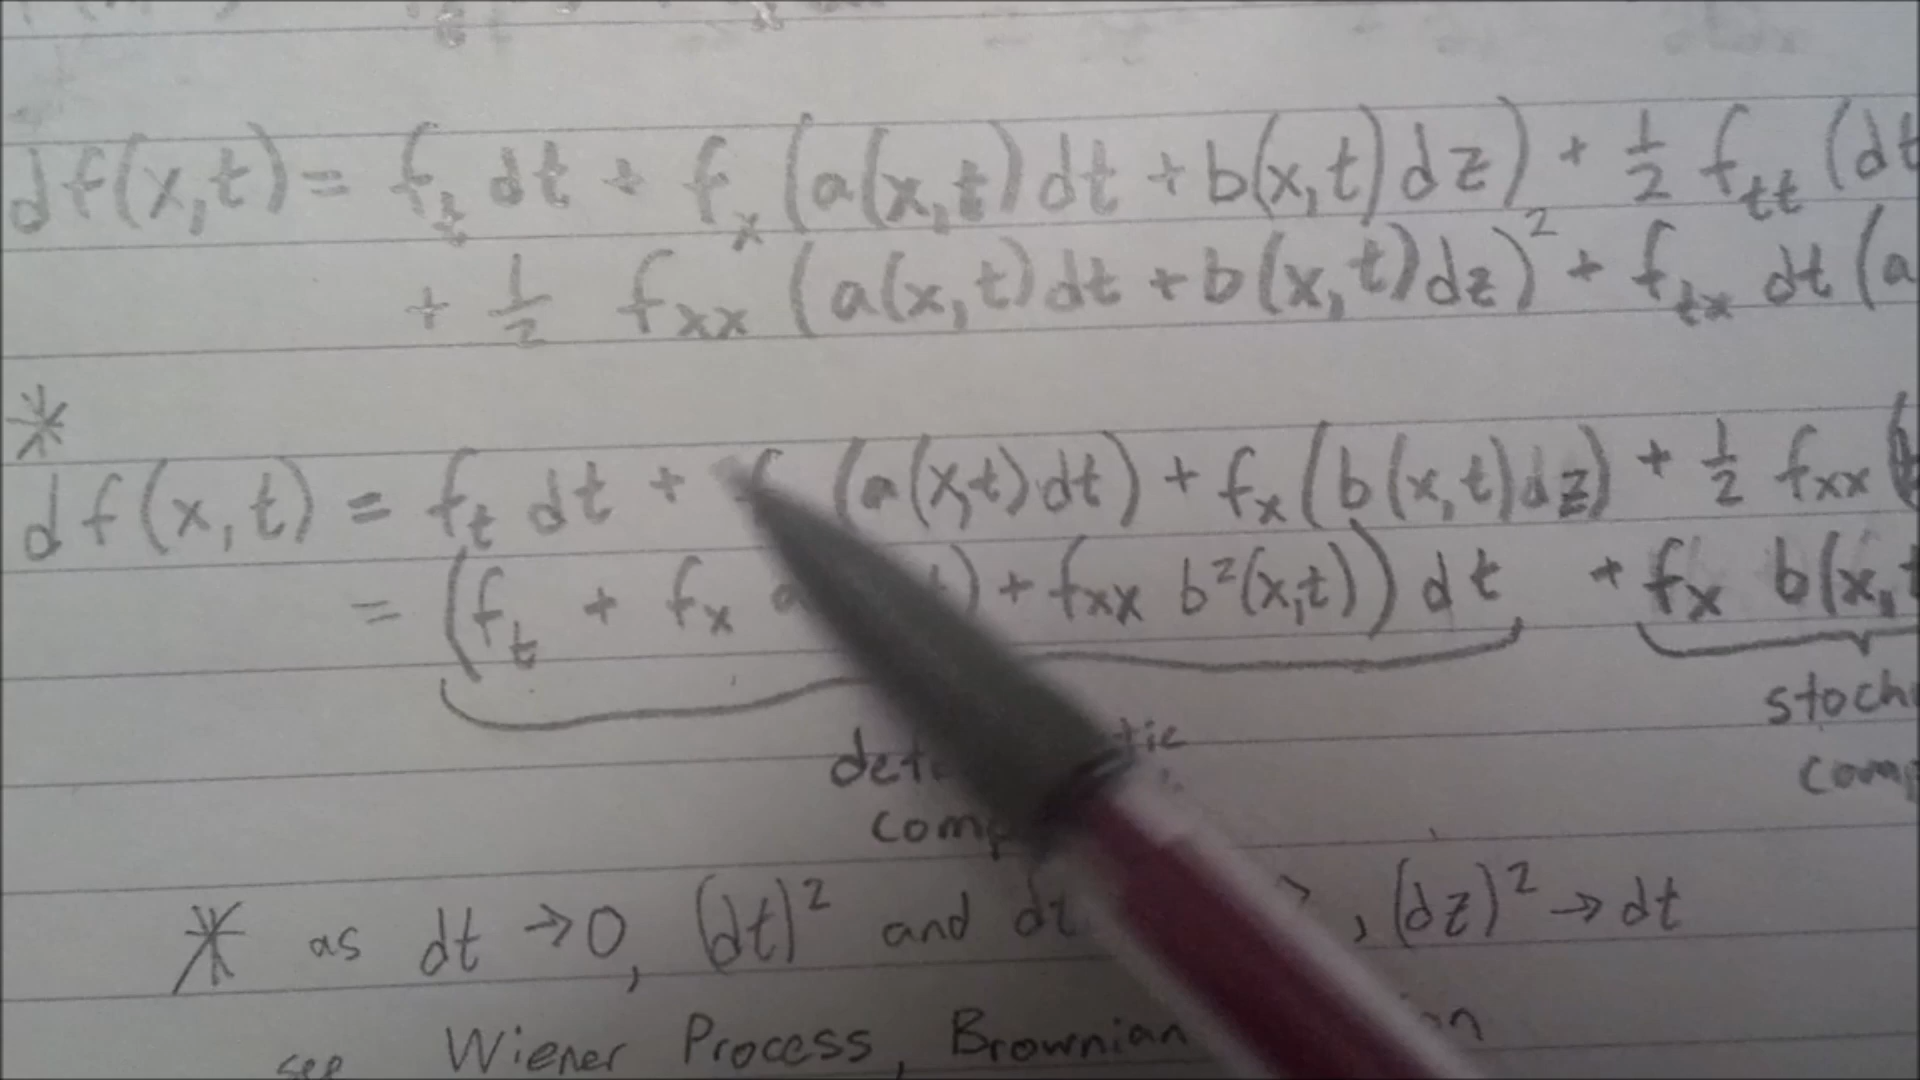 df(x,t) = f_t dt + f_x (a(x,t) dt + b(x,t) dz) + 1/2 f_tt (dt
+ 1/2 f_xx (a(x,t) dt + b(x,t) dz)² + f_tx dt (a
*
df(x,t) = f_t dt + f (a(x,t) dt) + f_x (b(x,t) dz) + 1/2 f_xx (
= (f_t + f_x a t) + f_xx b²(x,t)) dt + f_x b(x,t
stoch
comp
* as dt → 0, (dt)² and dt , (dz)² → dt
see Wiener Process, Brownian